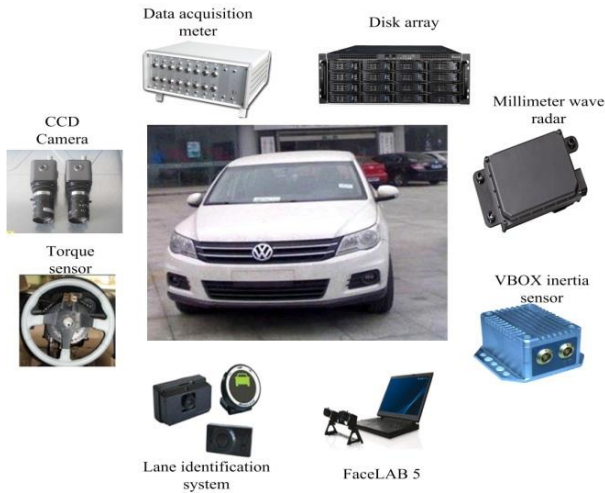 Data acquisition
meter
Disk array
Millimeter wave
radar
CCD
Camera
Torque
sensor
VBOX inertia
sensor
Lane identification
system
FaceLAB 5